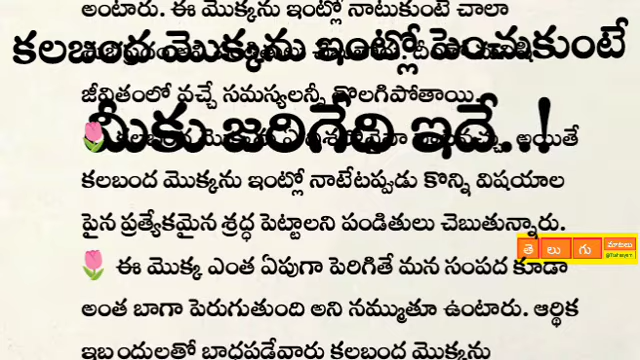 అంటారు. ఈ మొక్కను ఇంట్లో నాటుకుంటే చాలా
కలబంద మొక్కను ఇంట్లో పెంచుకుంటే
జీవితంలో వచ్చే సమస్యలన్నీ తొలగిపోతాయి.
మీకు జరిగేది ఇదే..!
అయితే
కలబంద మొక్కను ఇంట్లో నాటేటప్పుడు కొన్ని విషయాల
పైన ప్రత్యేకమైన శ్రద్ధ పెట్టాలని పండితులు చెబుతున్నారు.
తె లు గు మాటలు
ఈ మొక్క ఎంత ఏపుగా పెరిగితే మన సంపద కూడా
అంత బాగా పెరుగుతుంది అని నమ్ముతూ ఉంటారు. ఆర్థిక
ఇబ్బందులతో బాధపడేవారు కలబంద మొక్కను